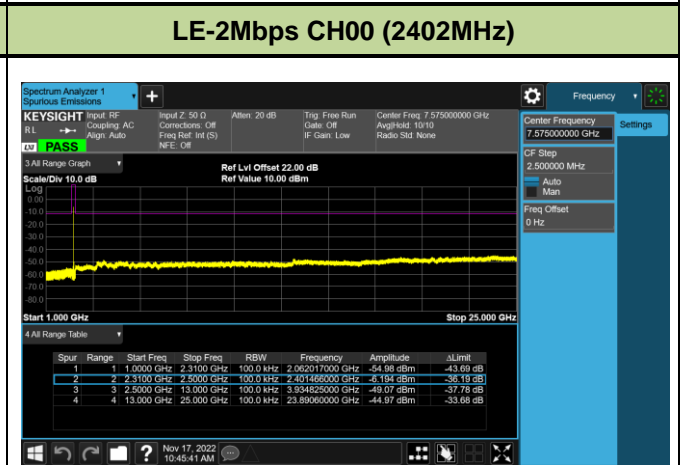 LE-2Mbps CH00 (2402MHz)
Spectrum Analyzer 1
Spurious Emissions
Frequency
KEYSIGHT
R L
LXI
PASS
Input: RF
Coupling: AC
Align: Auto
Input Z: 50 Ω
Corrections: Off
Freq Ref: Int (S)
NFE: Off
Atten: 20 dB
Trig: Free Run
Gate: Off
IF Gain: Low
Center Freq: 7.575000000 GHz
Avg|Hold: 10/10
Radio Std: None
Center Frequency
7.575000000 GHz
Settings
CF Step
2.500000 MHz
Auto
Man
Freq Offset
0 Hz
3 All Range Graph
Scale/Div 10.0 dB
Ref Lvl Offset 22.00 dB
Ref Value 10.00 dBm
Log
0.00
-10.0
-20.0
-30.0
-40.0
-50.0
-60.0
-70.0
-80.0
Start 1.000 GHz Stop 25.000 GHz
4 All Range Table
Spur Range Start Freq Stop Freq RBW Frequency Amplitude ΔLimit
1 1 1.0000 GHz 2.3100 GHz 100.0 kHz 2.062017000 GHz -54.98 dBm -43.69 dB
2 2 2.3100 GHz 2.5000 GHz 100.0 kHz 2.401466000 GHz -6.194 dBm -36.19 dB
3 3 2.5000 GHz 13.000 GHz 100.0 kHz 3.934825000 GHz -49.07 dBm -37.78 dB
4 4 13.000 GHz 25.000 GHz 100.0 kHz 23.89060000 GHz -44.97 dBm -33.68 dB
Nov 17, 2022
10:45:41 AM